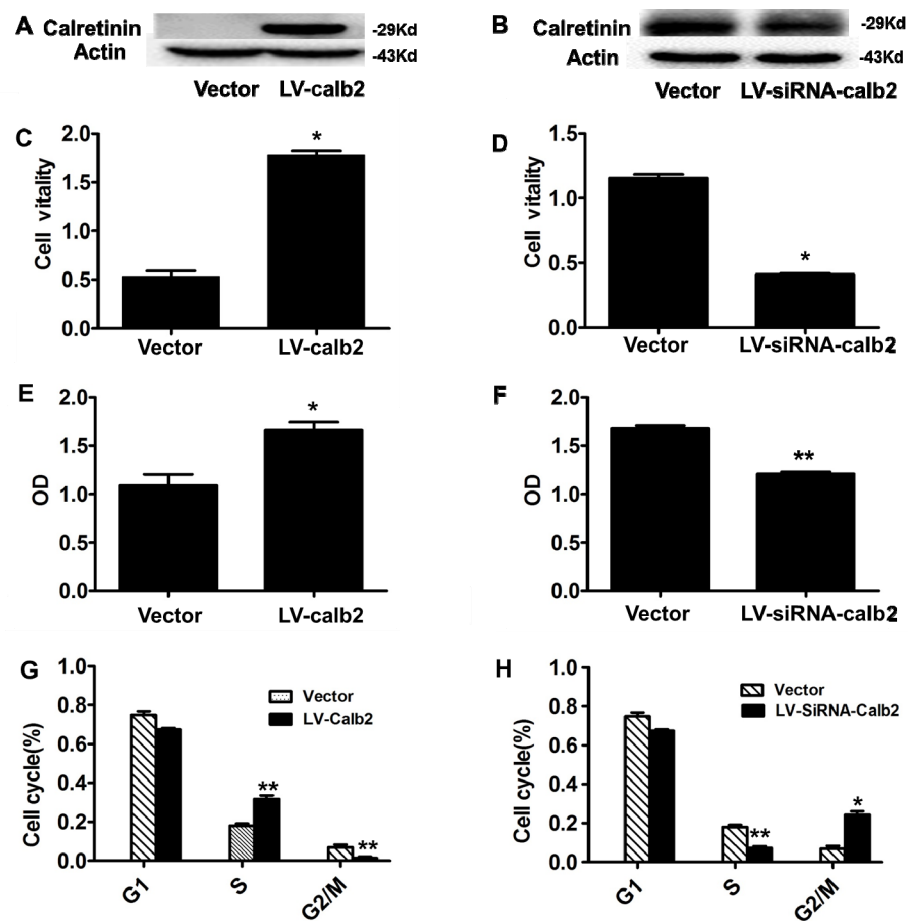 A
Calretinin
-29Kd
Actin
-43Kd
Vector LV-calb2
B
Calretinin
-29Kd
Actin
-43Kd
Vector LV-siRNA-calb2
C
Cell vitality
2.0
1.5
1.0
0.5
0.0
*
Vector LV-calb2
D
Cell vitality
1.5
1.0
0.5
0.0
*
Vector LV-siRNA-calb2
E
OD
2.0
1.5
1.0
0.5
0.0
*
Vector LV-calb2
F
OD
2.0
1.5
1.0
0.5
0.0
**
Vector LV-siRNA-calb2
G
Cell cycle(%)
1.0
0.8
0.6
0.4
0.2
0.0
Vector
LV-Calb2
**
**
G1 S G2/M
H
Cell cycle(%)
1.0
0.8
0.6
0.4
0.2
0.0
Vector
LV-SiRNA-Calb2
**
*
G1 S G2/M